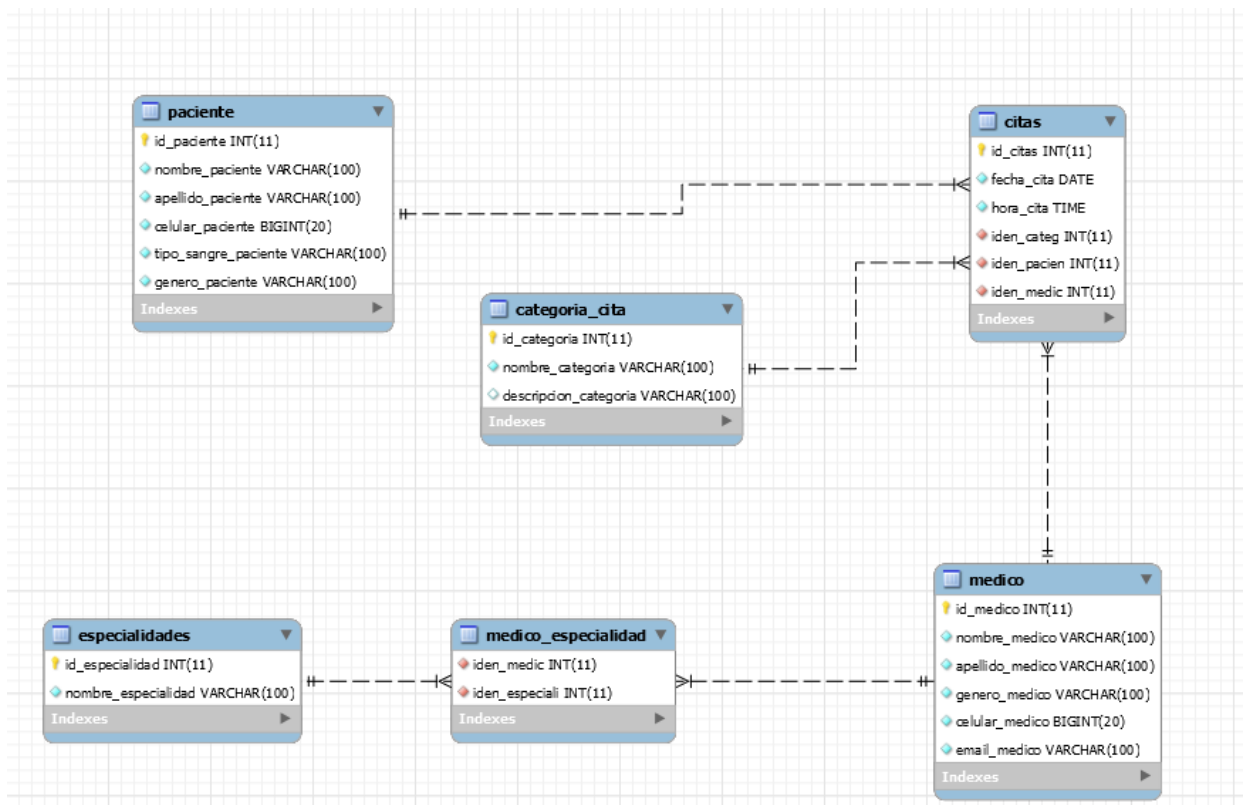 paciente
id_paciente INT(11)
nombre_paciente VARCHAR(100)
apellido_paciente VARCHAR(100)
celular_paciente BIGINT(20)
tipo_sangre_paciente VARCHAR(100)
genero_paciente VARCHAR(100)
Indexes
citas
id_citas INT(11)
fecha_cita DATE
hora_cita TIME
iden_categ INT(11)
iden_pacien INT(11)
iden_medic INT(11)
Indexes
categoria_cita
id_categoria INT(11)
nombre_categoria VARCHAR(100)
descripcion_categoria VARCHAR(100)
Indexes
especialidades
id_especialidad INT(11)
nombre_especialidad VARCHAR(100)
Indexes
medico_especialidad
iden_medic INT(11)
iden_especiali INT(11)
Indexes
medico
id_medico INT(11)
nombre_medico VARCHAR(100)
apellido_medico VARCHAR(100)
genero_medico VARCHAR(100)
celular_medico BIGINT(20)
email_medico VARCHAR(100)
Indexes